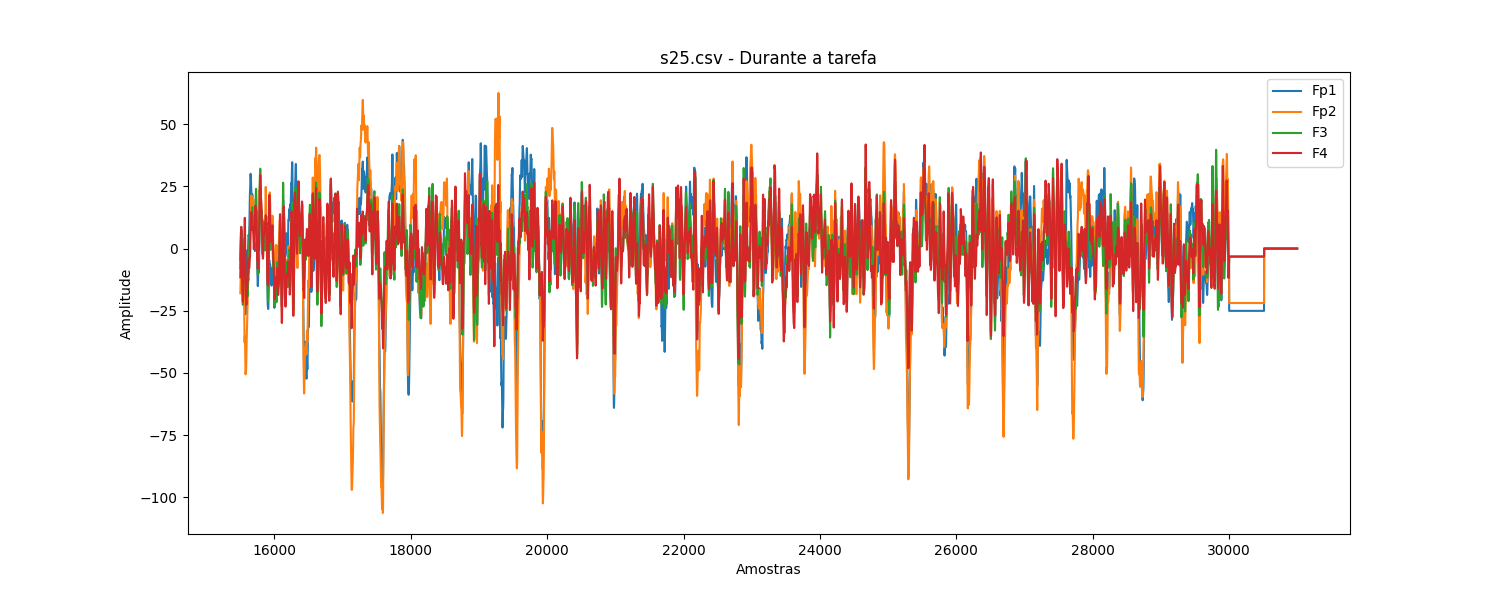 s25.csv - Durante a tarefa
Fp1
Fp2
F3
F4
Amplitude
50
25
0
−25
−50
−75
−100
16000 18000 20000 22000 24000 26000 28000 30000
Amostras